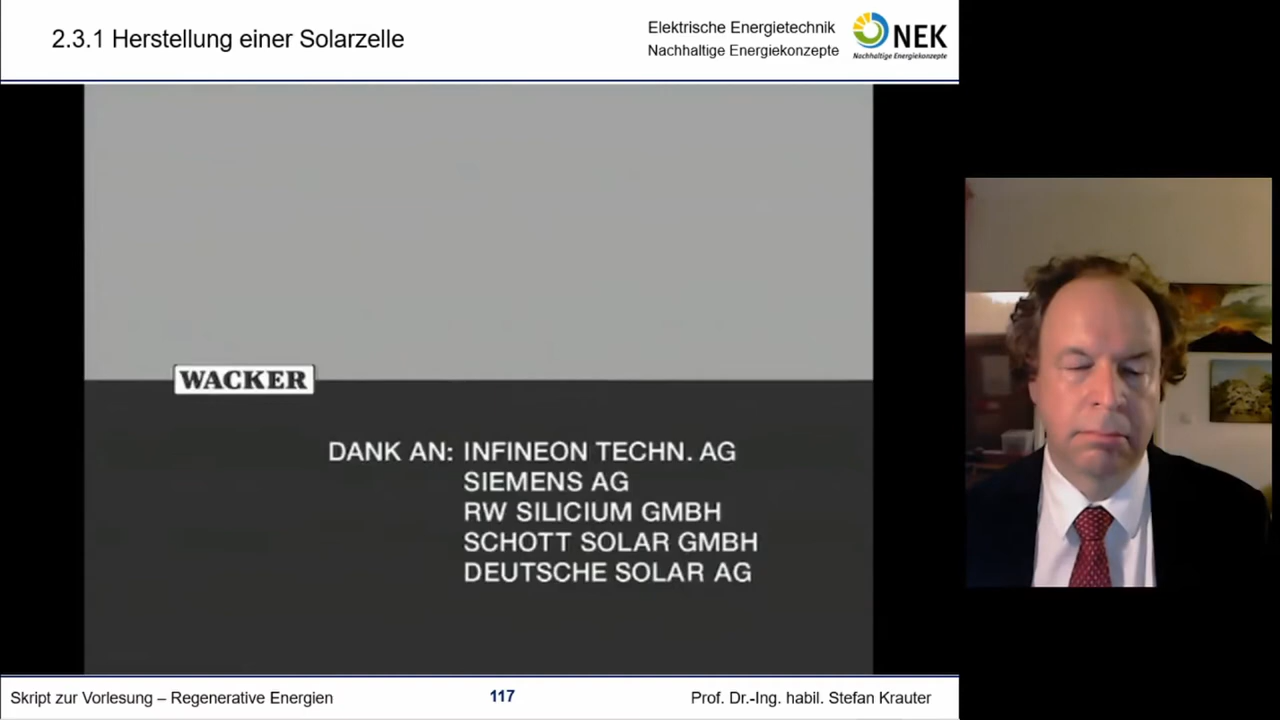 2.3.1 Herstellung einer Solarzelle
Elektrische Energietechnik
Nachhaltige Energiekonzepte
NEK
Nachhaltige Energiekonzepte
WACKER
DANK AN: INFINEON TECHN. AG
SIEMENS AG
RW SILICIUM GMBH
SCHOTT SOLAR GMBH
DEUTSCHE SOLAR AG
Skript zur Vorlesung – Regenerative Energien
117
Prof. Dr.-Ing. habil. Stefan Krauter